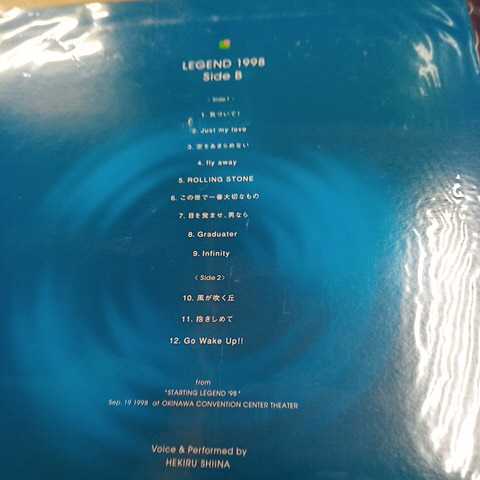 LEGEND 1998
Side B
〈Side 1〉
1. 気づいて!
2. Just my love
3. 夢をあきらめない
4. fly away
5. ROLLING STONE
6. この世で一番大切なもの
7. 目を覚ませ、男なら
8. Graduater
9. Infinity
〈Side 2〉
10. 風が吹く丘
11. 抱きしめて
12. Go Wake Up!!
from
"STARTING LEGEND '98"
Sep. 19 1998 at OKINAWA CONVENTION CENTER THEATER
Voice & Performed by
HEKIRU SHIINA